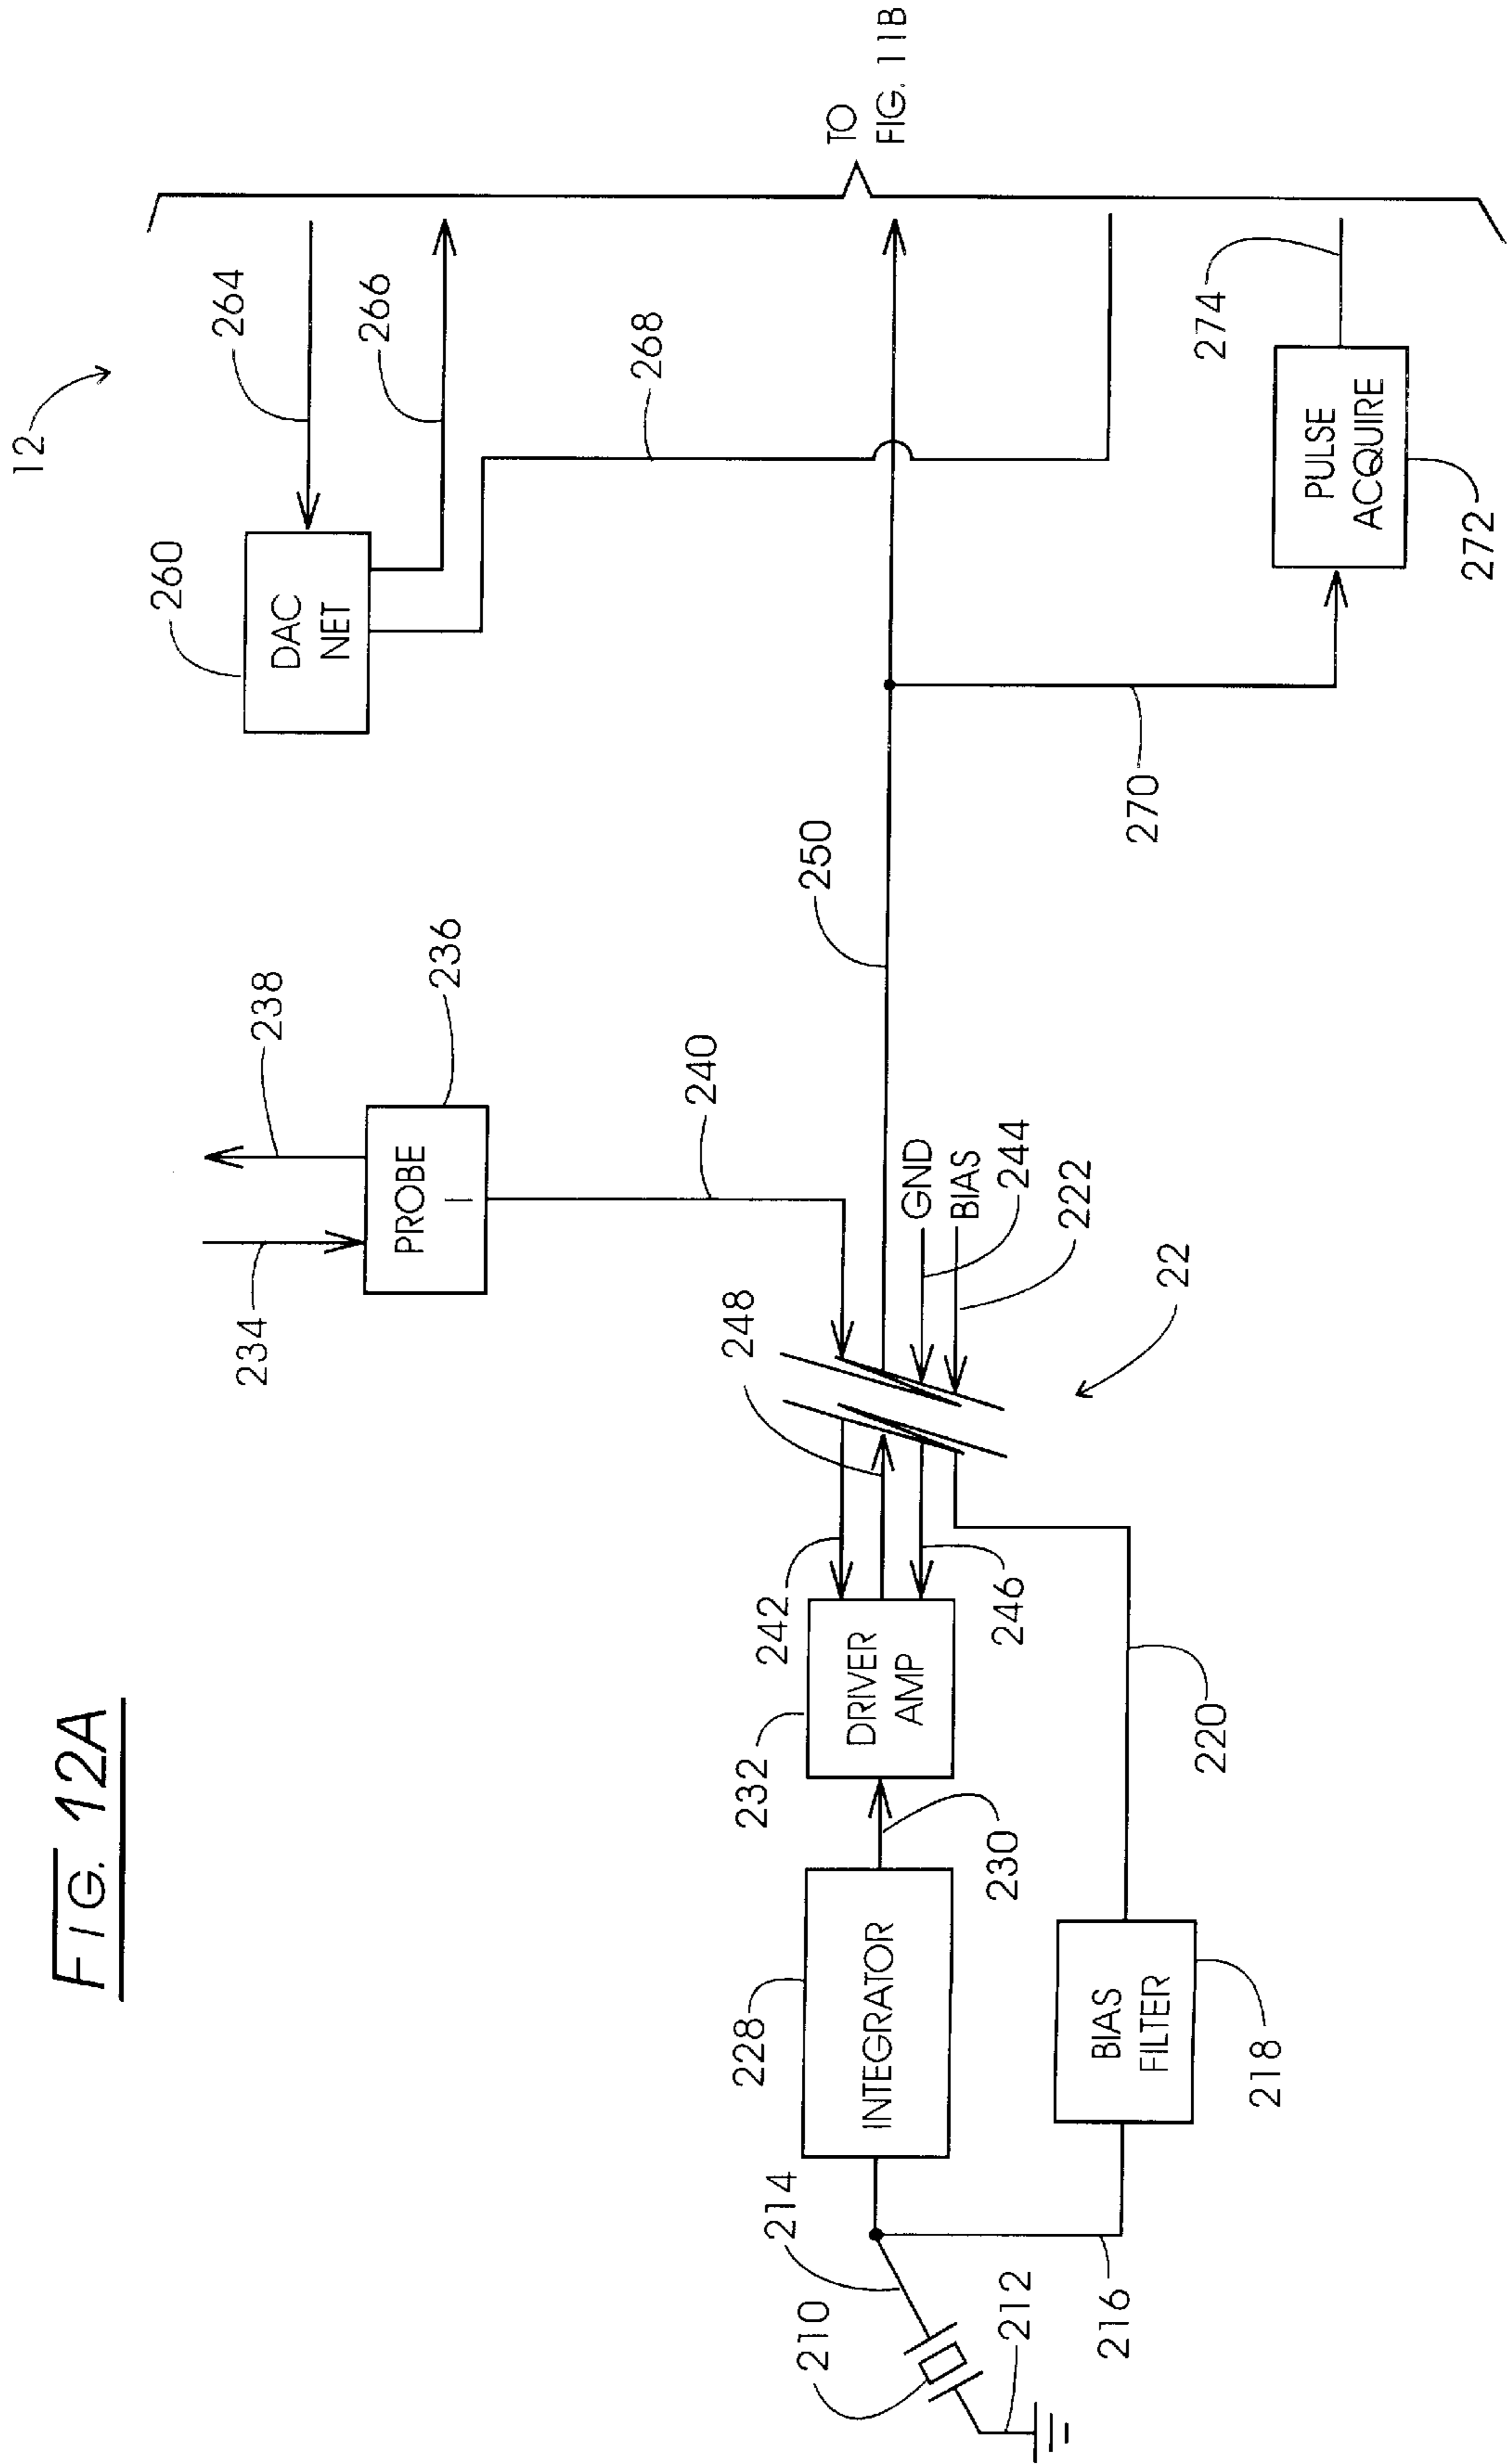 FIG. 12A
12
260
DAC
NET
264
266
268
TO
FIG. 11B
234
238
PROBE
I
236
240
250
270
PULSE
ACQUIRE
272
274
GND
244
BIAS
222
22
248
242
246
232
DRIVER
AMP
230
228
INTEGRATOR
220
BIAS
FILTER
218
214
210
212
216